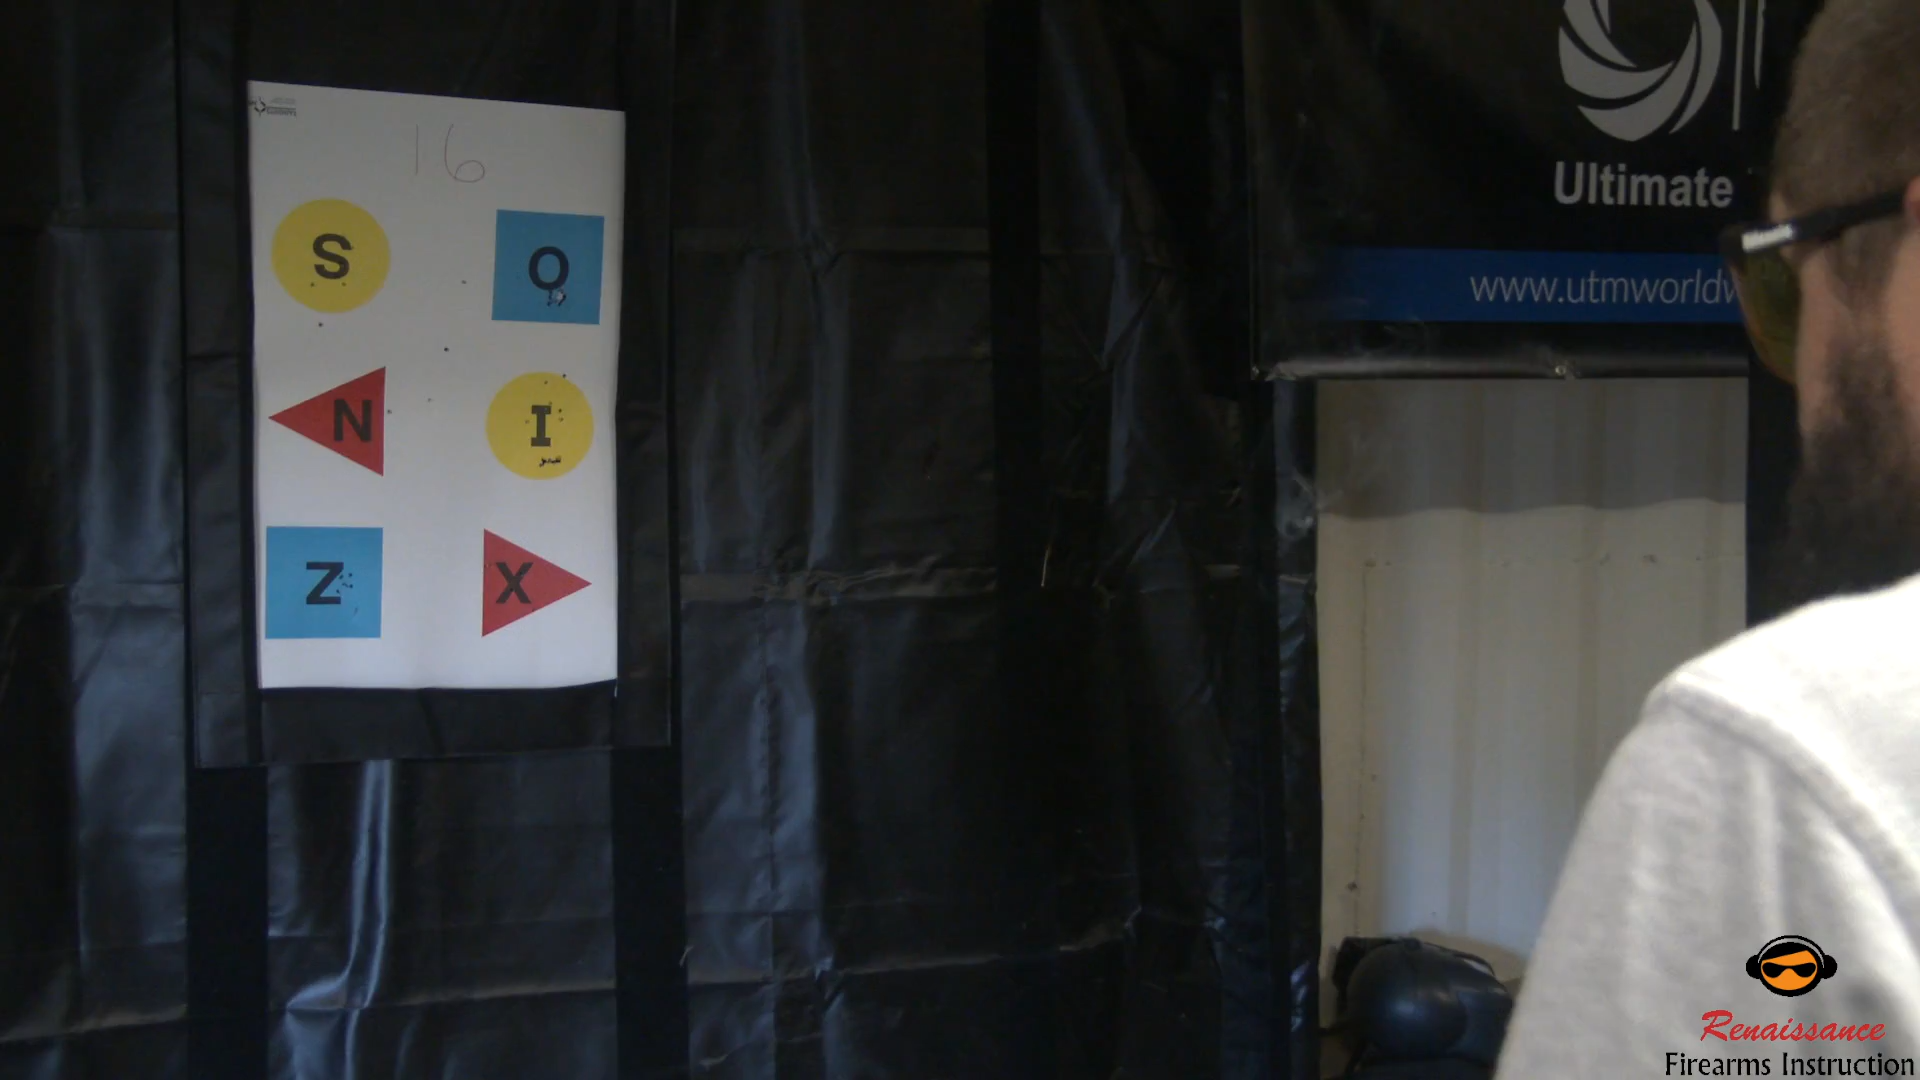 16
S
O
N
I
Z
X
Ultimate
www.utmworldw
Renaissance
Firearms Instruction